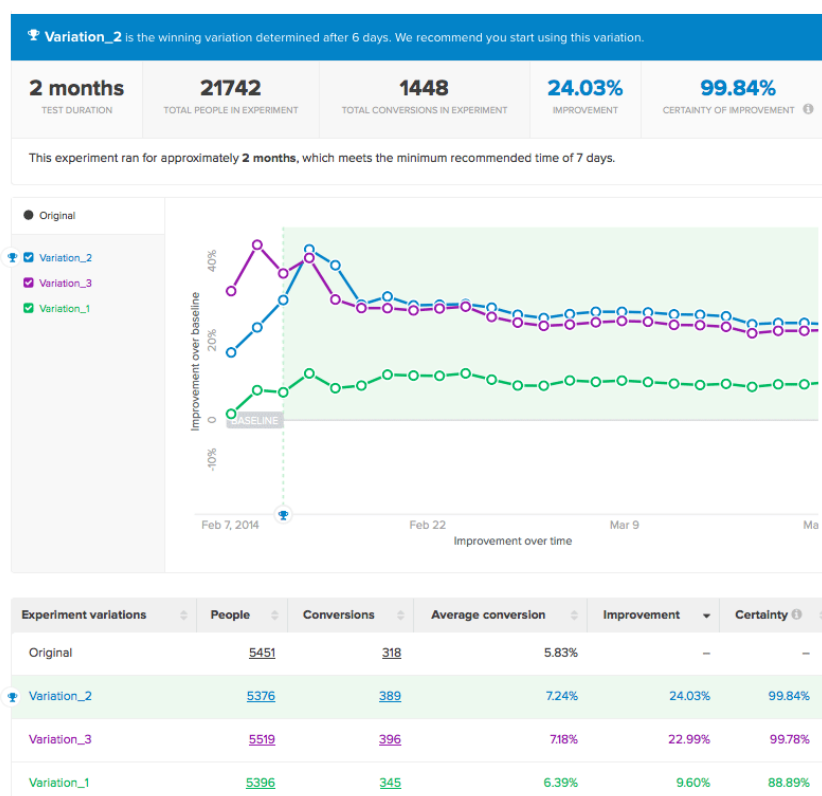 Variation_2 is the winning variation determined after 6 days. We recommend you start using this variation.
2 months 21742 1448 24.03% 99.84%
TEST DURATION TOTAL PEOPLE IN EXPERIMENT TOTAL CONVERSIONS IN EXPERIMENT IMPROVEMENT CERTAINTY OF IMPROVEMENT
This experiment ran for approximately 2 months, which meets the minimum recommended time of 7 days.
Original
Variation_2
Variation_3
Variation_1
Improvement over baseline
40%
20%
0
-10%
BASELINE
Feb 7, 2014 Feb 22 Mar 9 Ma
Improvement over time
Experiment variations People Conversions Average conversion Improvement Certainty
Original 5451 318 5.83% – –
Variation_2 5376 389 7.24% 24.03% 99.84%
Variation_3 5519 396 7.18% 22.99% 99.78%
Variation_1 5396 345 6.39% 9.60% 88.89%